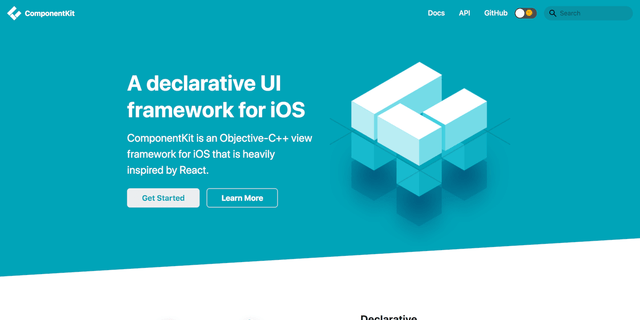 ComponentKit
Docs
API
GitHub
Search
A declarative UI
framework for iOS
ComponentKit is an Objective-C++ view
framework for iOS that is heavily
inspired by React.
Get Started
Learn More
Declarative